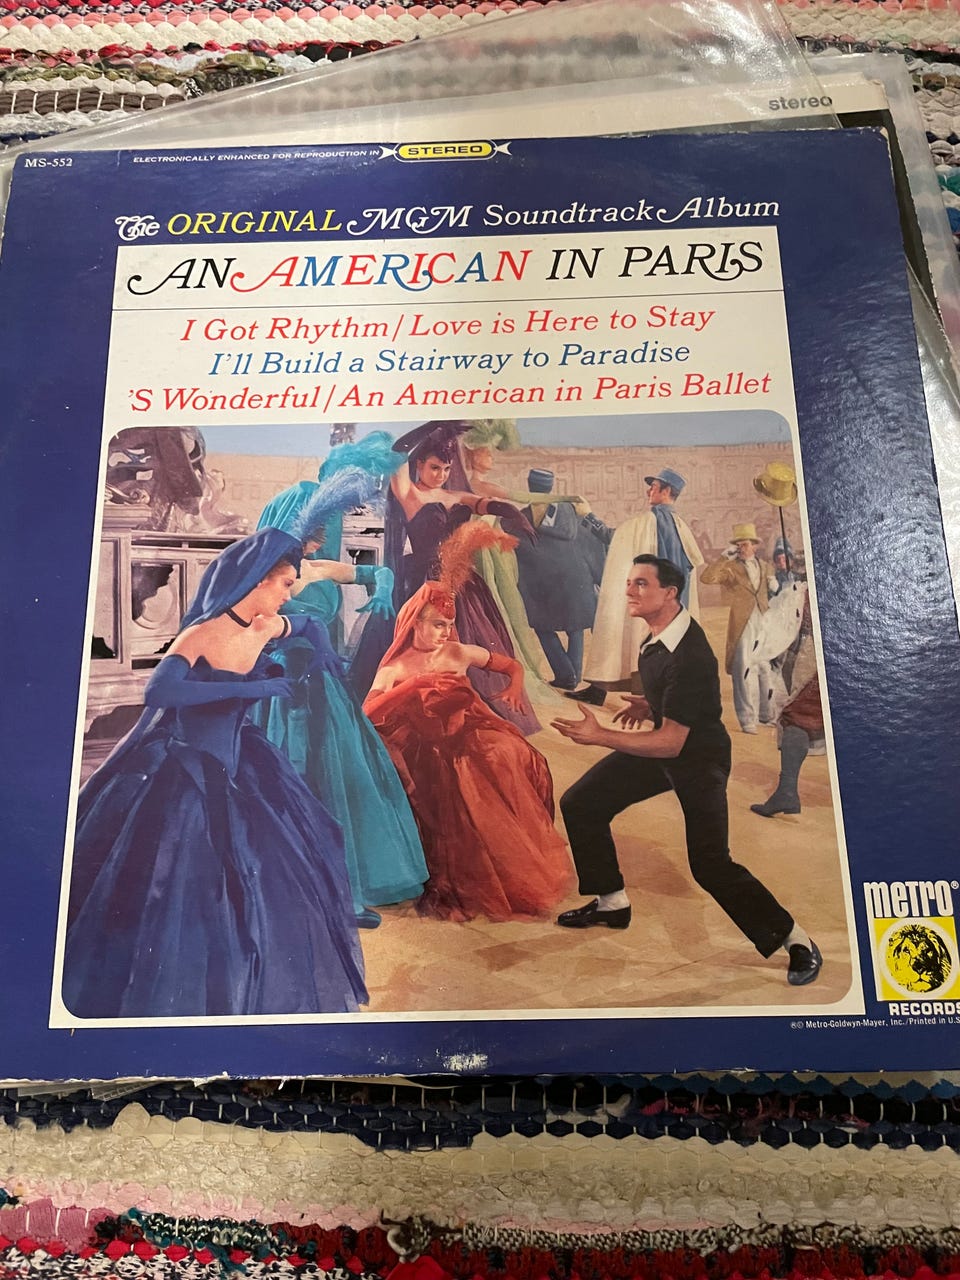 stereo
MS-552
ELECTRONICALLY ENHANCED FOR REPRODUCTION IN STEREO
The ORIGINAL MGM Soundtrack Album
AN AMERICAN IN PARIS
I Got Rhythm/Love is Here to Stay
I'll Build a Stairway to Paradise
'S Wonderful/An American in Paris Ballet
METRO®
RECORDS
®© Metro-Goldwyn-Mayer, Inc./Printed in U.S